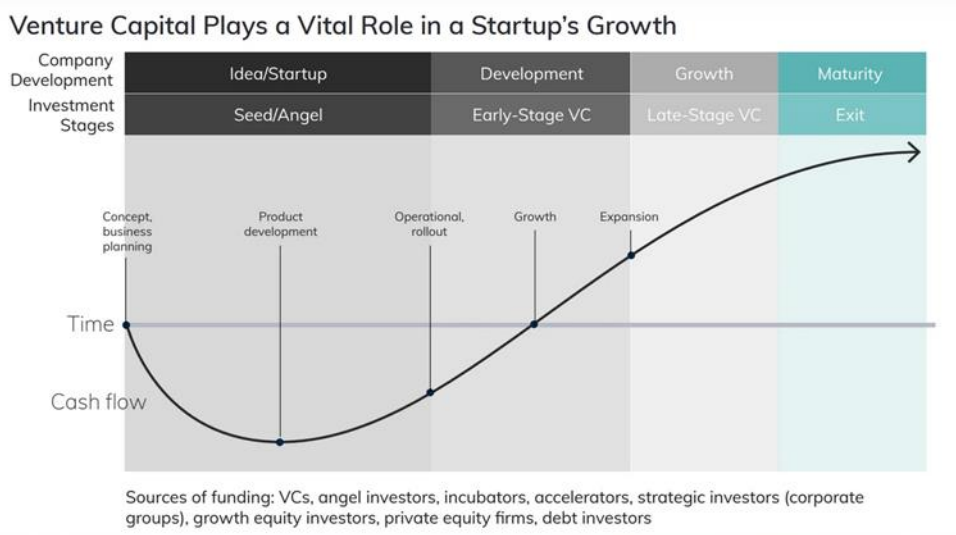 Venture Capital Plays a Vital Role in a Startup's Growth
Company
Development
Idea/Startup
Development
Growth
Maturity
Investment
Stages
Seed/Angel
Early-Stage VC
Late-Stage VC
Exit
Concept,
business
planning
Product
development
Operational,
rollout
Growth
Expansion
Time
Cash flow
Sources of funding: VCs, angel investors, incubators, accelerators, strategic investors (corporate
groups), growth equity investors, private equity firms, debt investors